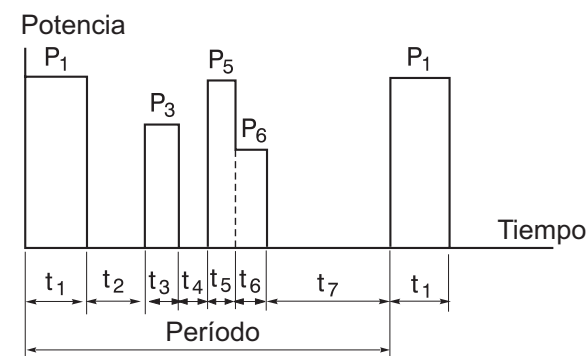 Potencia
P1 P5 P1
P3
P6
Tiempo
t1 t2 t3 t4 t5 t6 t7 t1
Período